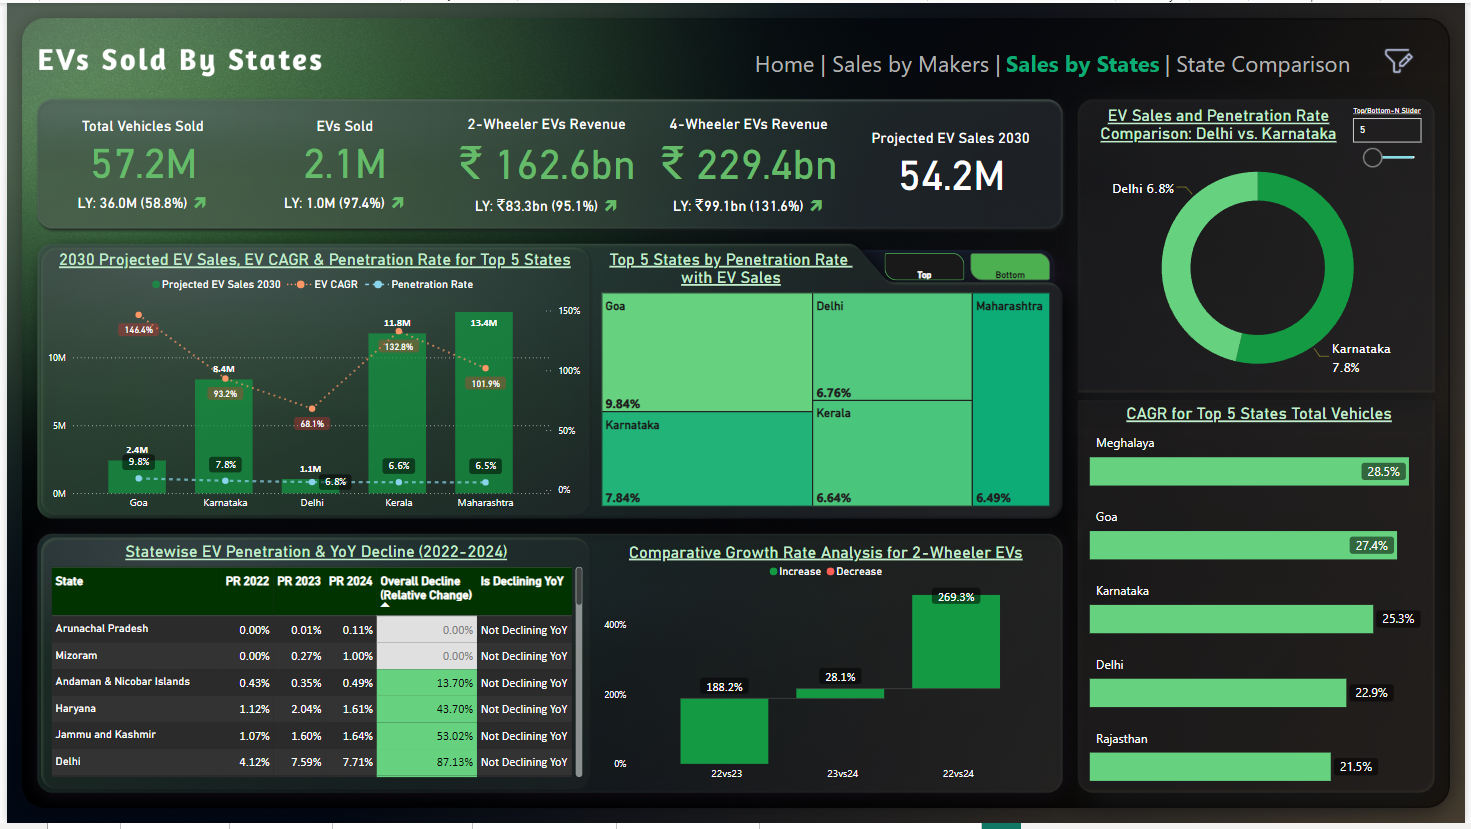 EVs Sold By States
Home | Sales by Makers | Sales by States | State Comparison
Total Vehicles Sold
57.2M
LY: 36.0M (58.8%)
EVs Sold
2.1M
LY: 1.0M (97.4%)
2-Wheeler EVs Revenue
₹ 162.6bn
LY: ₹83.3bn (95.1%)
4-Wheeler EVs Revenue
₹ 229.4bn
LY: ₹99.1bn (131.6%)
Projected EV Sales 2030
54.2M
EV Sales and Penetration Rate
Comparison: Delhi vs. Karnataka
Top/Bottom-N Slider
5
Delhi 6.8%
Karnataka
7.8%
2030 Projected EV Sales, EV CAGR & Penetration Rate for Top 5 States
Projected EV Sales 2030 EV CAGR Penetration Rate
10M
5M
0M
150%
100%
50%
0%
146.4%
2.4M
9.8%
8.4M
93.2%
7.8%
68.1%
1.1M
6.8%
11.8M
132.8%
6.6%
13.4M
101.9%
6.5%
Goa Karnataka Delhi Kerala Maharashtra
Top 5 States by Penetration Rate
with EV Sales
Top
Bottom
Goa
9.84%
Karnataka
7.84%
Delhi
6.76%
Kerala
6.64%
Maharashtra
6.49%
CAGR for Top 5 States Total Vehicles
Meghalaya
28.5%
Goa
27.4%
Karnataka
25.3%
Delhi
22.9%
Rajasthan
21.5%
Statewise EV Penetration & YoY Decline (2022-2024)
State PR 2022 PR 2023 PR 2024 Overall Decline Is Declining YoY
(Relative Change)
Arunachal Pradesh 0.00% 0.01% 0.11% 0.00% Not Declining YoY
Mizoram 0.00% 0.27% 1.00% 0.00% Not Declining YoY
Andaman & Nicobar Islands 0.43% 0.35% 0.49% 13.70% Not Declining YoY
Haryana 1.12% 2.04% 1.61% 43.70% Not Declining YoY
Jammu and Kashmir 1.07% 1.60% 1.64% 53.02% Not Declining YoY
Delhi 4.12% 7.59% 7.71% 87.13% Not Declining YoY
Comparative Growth Rate Analysis for 2-Wheeler EVs
Increase Decrease
400%
200%
0%
188.2%
28.1%
269.3%
22vs23 23vs24 22vs24